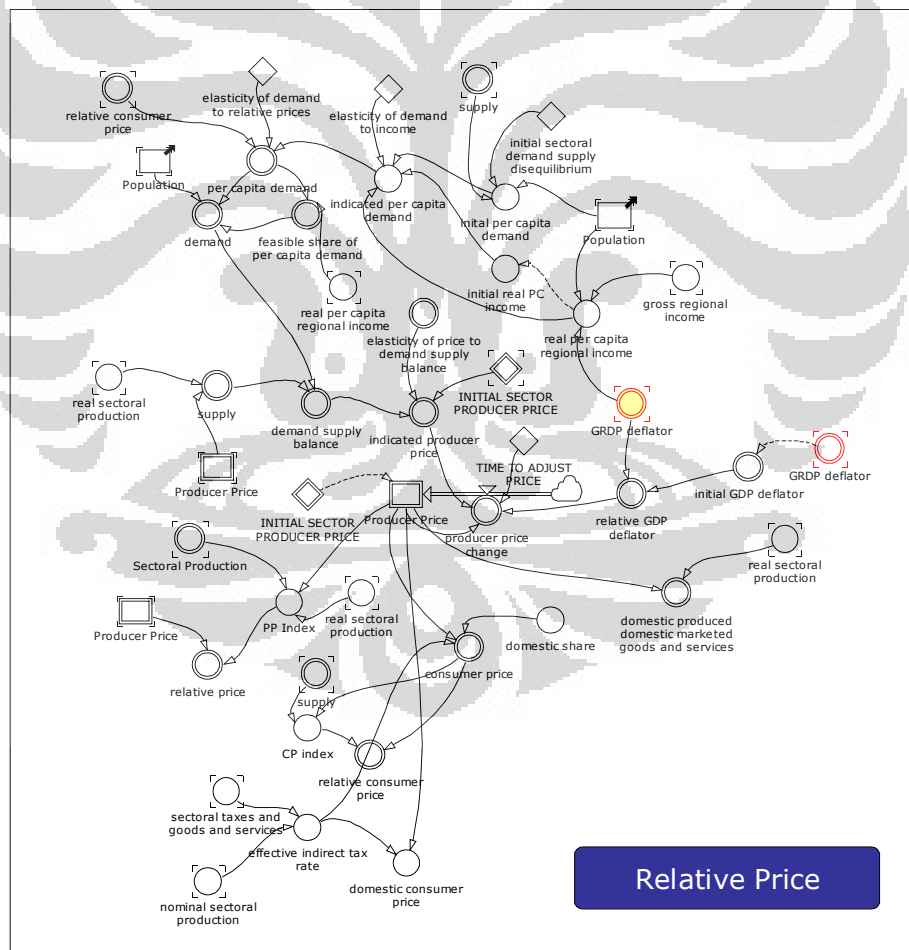 elasticity of demand
to relative prices
relative consumer
price
elasticity of demand
to income
supply
initial sectoral
demand supply
disequilibrium
Population
per capita demand
indicated per capita
demand
inital per capita
demand
Population
demand
feasible share of
per capita demand
real per capita
regional income
initial real PC
income
gross regional
income
real per capita
regional income
elasticity of price to
demand supply
balance
real sectoral
production
supply
demand supply
balance
indicated producer
price
INITIAL SECTOR
PRODUCER PRICE
GRDP deflator
GRDP deflator
initial GDP deflator
Producer Price
TIME TO ADJUST
PRICE
INITIAL SECTOR
PRODUCER PRICE
Producer Price
producer price
change
relative GDP
deflator
Sectoral Production
real sectoral
production
Producer Price
PP Index
real sectoral
production
domestic produced
domestic marketed
goods and services
domestic share
relative price
consumer price
supply
CP index
relative consumer
price
sectoral taxes and
goods and services
effective indirect tax
rate
domestic consumer
price
nominal sectoral
production
Relative Price